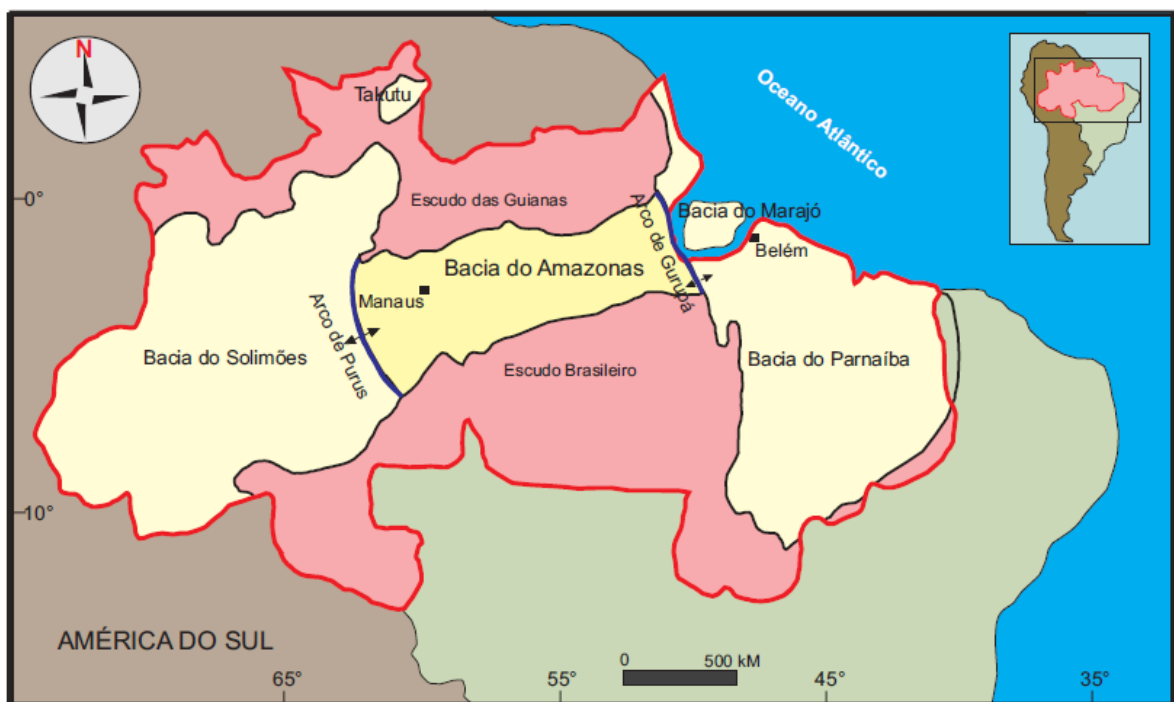 N
Takutu
Oceano Atlântico
0°
Escudo das Guianas
Bacia do Marajó
Belém
Arco de Gurupá
Bacia do Amazonas
Manaus
Arco de Purus
Bacia do Solimões
Escudo Brasileiro
Bacia do Parnaíba
10°
AMÉRICA DO SUL
0
500 kM
65°
55°
45°
35°